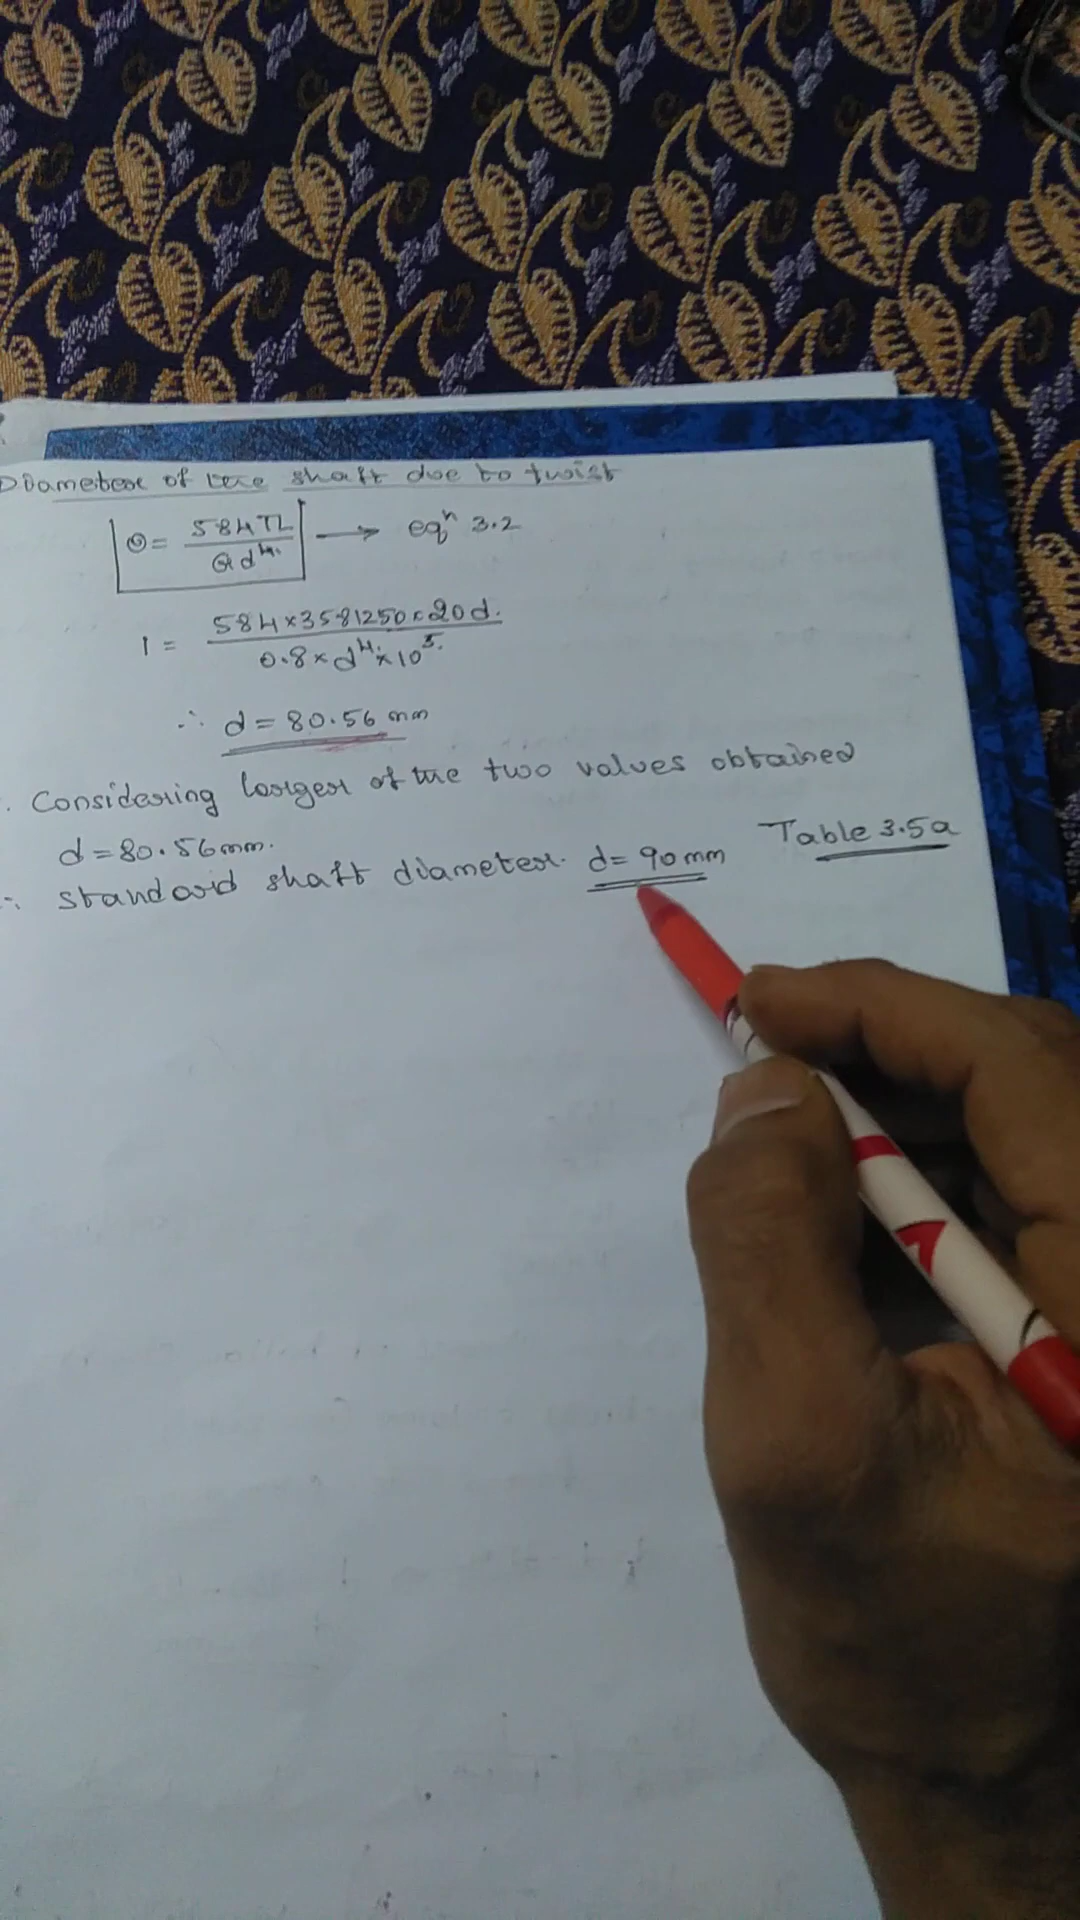 Diameter of the shaft due to twist
θ = 584TL / Gd⁴ → eqⁿ 3.2
1 = 584×3581250×20d / 0.8×d⁴×10⁵
∴ d = 80.56 mm
∴ Considering larger of the two values obtained
d = 80.56mm.
∴ standard shaft diameter d = 90mm Table 3.5a